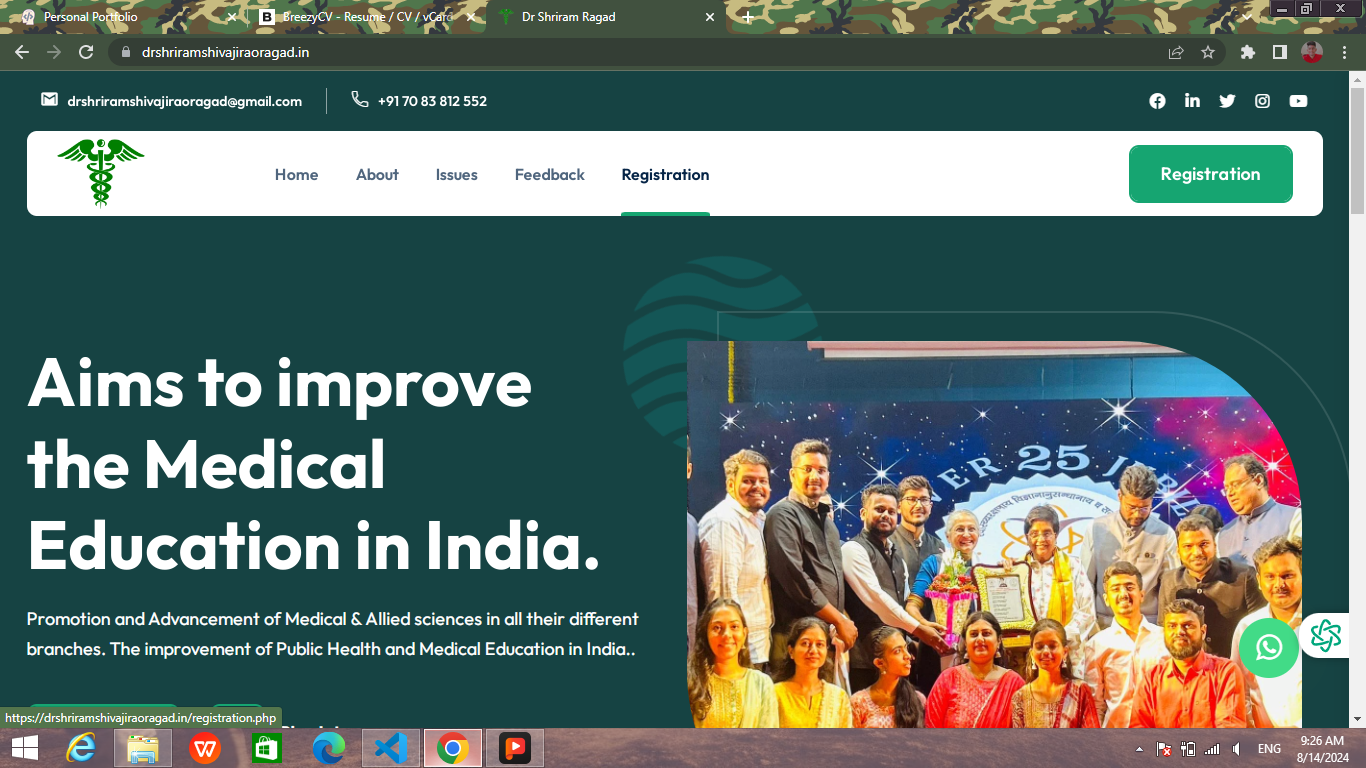 Personal Portfolio
BreezyCV - Resume / CV / vCard
Dr Shriram Ragad
drshriramshivajiraoragad.in
drshriramshivajiraoragad@gmail.com
+91 70 83 812 552
Home
About
Issues
Feedback
Registration
Registration
Aims to improve
the Medical
Education in India.
Promotion and Advancement of Medical & Allied sciences in all their different
branches. The improvement of Public Health and Medical Education in India..
25
https://drshriramshivajiraoragad.in/registration.php
ENG
9:26 AM
8/14/2024